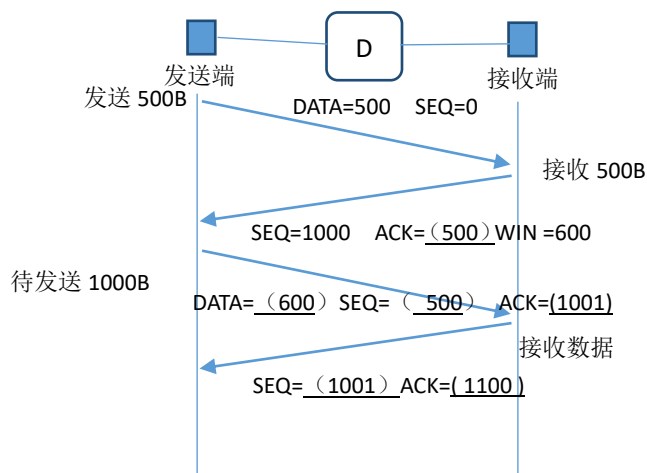 D
发送端
接收端
发送 500B
DATA=500 SEQ=0
接收 500B
SEQ=1000 ACK=（500）WIN =600
待发送 1000B
DATA=（600）SEQ=（ 500） ACK=(1001)
接收数据
SEQ=（1001）ACK=( 1100 )